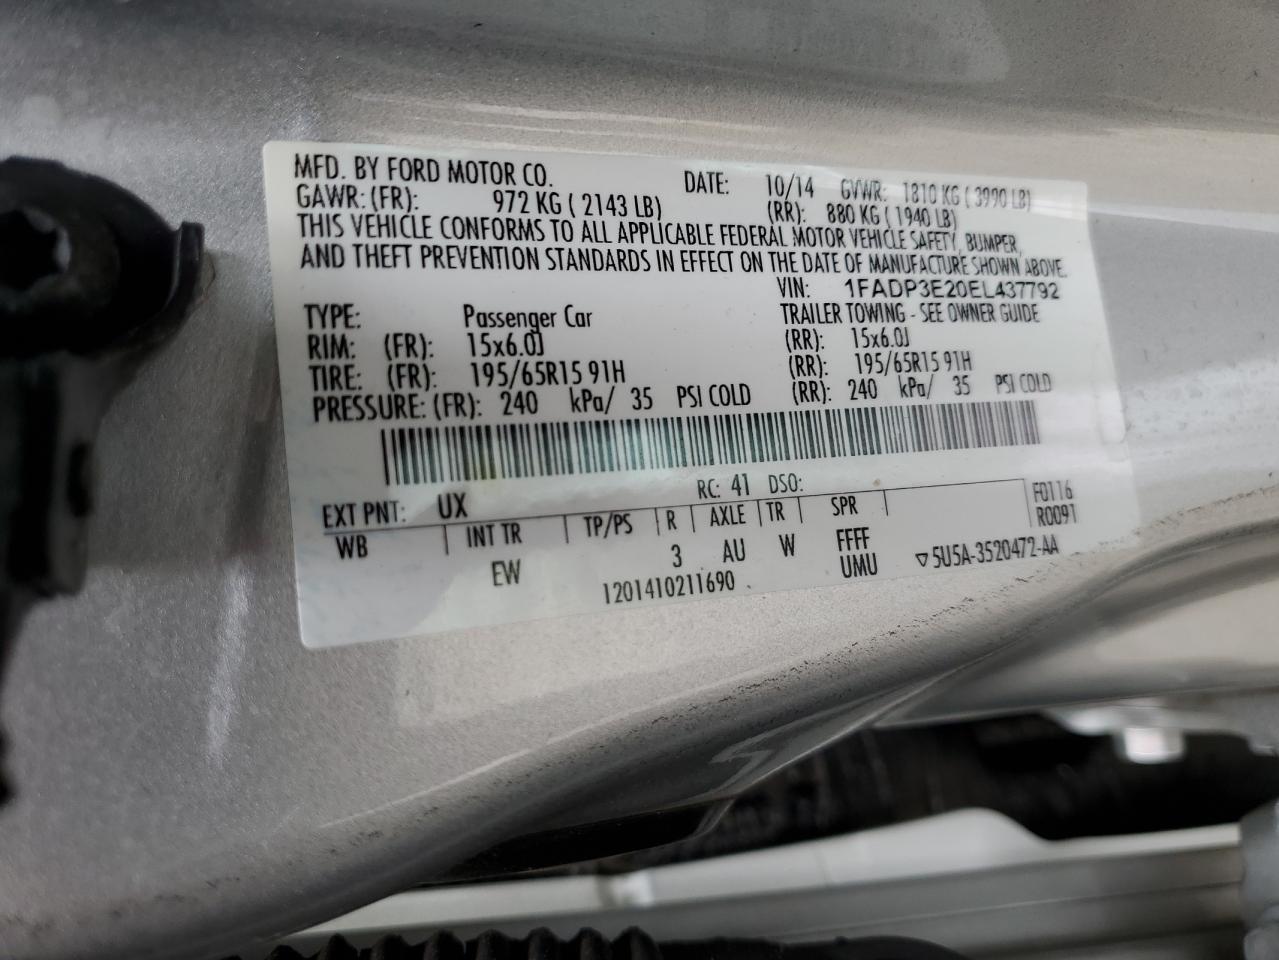 MFD. BY FORD MOTOR CO. DATE: 10/14 GVWR: 1810 KG ( 3990 LB)
GAWR: (FR): 972 KG ( 2143 LB) (RR): 880 KG ( 1940 LB)
THIS VEHICLE CONFORMS TO ALL APPLICABLE FEDERAL MOTOR VEHICLE SAFETY, BUMPER,
AND THEFT PREVENTION STANDARDS IN EFFECT ON THE DATE OF MANUFACTURE SHOWN ABOVE.
VIN: 1FADP3E20EL437792
TYPE: Passenger Car TRAILER TOWING - SEE OWNER GUIDE
RIM: (FR): 15x6.0J (RR): 15x6.0J
TIRE: (FR): 195/65R15 91H (RR): 195/65R15 91H
PRESSURE: (FR): 240 kPa/ 35 PSI COLD (RR): 240 kPa/ 35 PSI COLD
EXT PNT: UX RC: 41 DSO: F0116
WB INT TR TP/PS R AXLE TR SPR R0091
EW 3 AU W FFFF
1201410211690 UMU ▽5U5A-3520472-AA